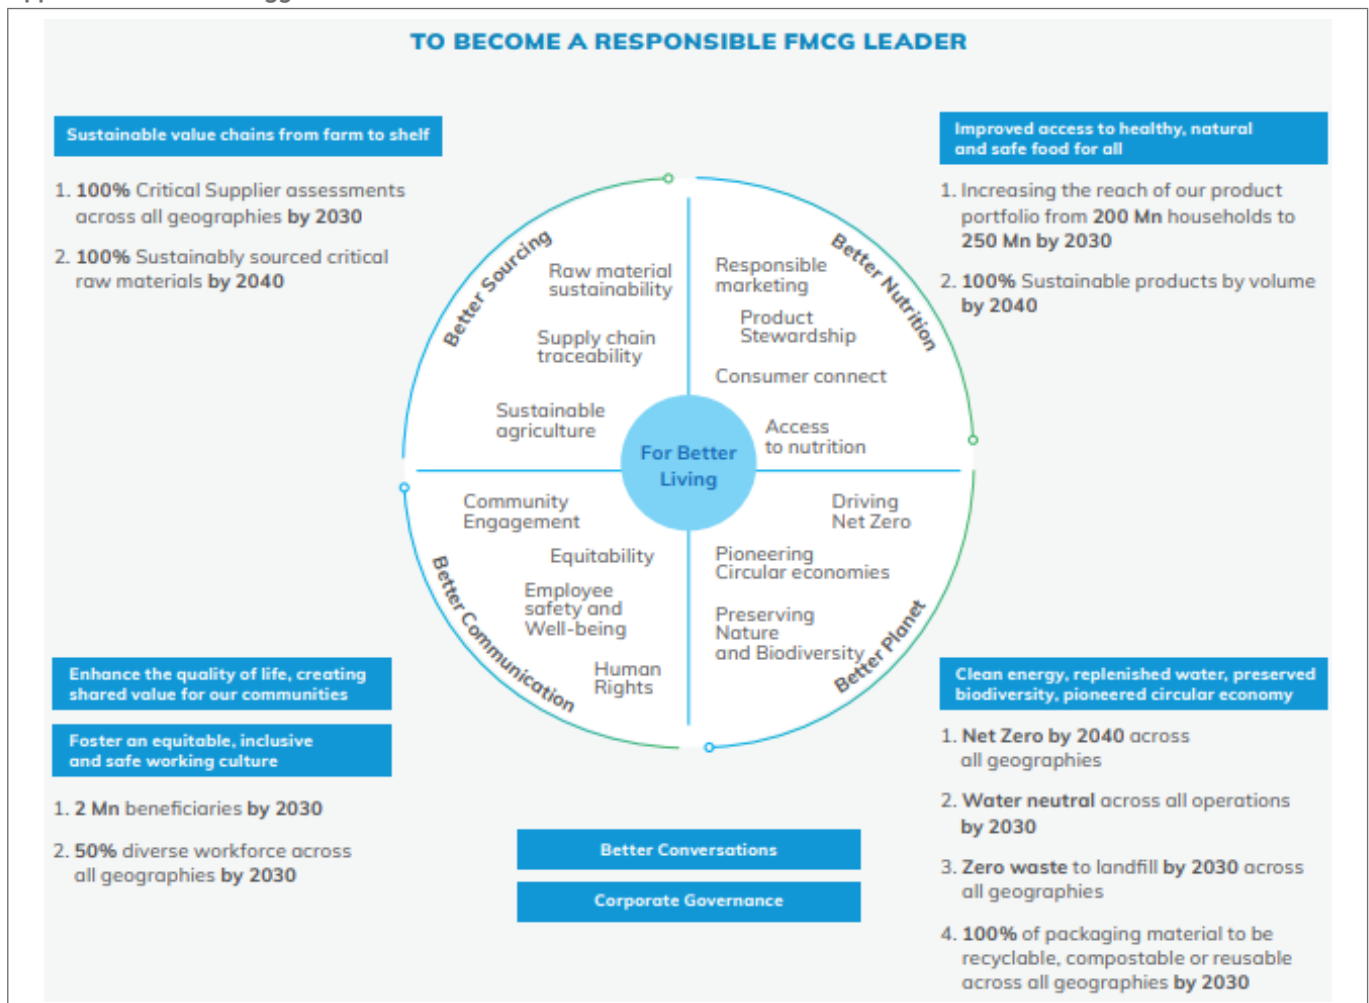 TO BECOME A RESPONSIBLE FMCG LEADER
Sustainable value chains from farm to shelf
1. 100% Critical Supplier assessments
across all geographies by 2030
2. 100% Sustainably sourced critical
raw materials by 2040
Improved access to healthy, natural
and safe food for all
1. Increasing the reach of our product
portfolio from 200 Mn households to
250 Mn by 2030
2. 100% Sustainable products by volume
by 2040
Better Sourcing
Raw material
sustainability
Supply chain
traceability
Sustainable
agriculture
Better Nutrition
Responsible
marketing
Product
Stewardship
Consumer connect
Access
to nutrition
For Better
Living
Community
Engagement
Equitability
Employee
safety and
Well-being
Human
Rights
Better Communication
Driving
Net Zero
Pioneering
Circular economies
Preserving
Nature
and Biodiversity
Better Planet
Enhance the quality of life, creating
shared value for our communities
Foster an equitable, inclusive
and safe working culture
1. 2 Mn beneficiaries by 2030
2. 50% diverse workforce across
all geographies by 2030
Better Conversations
Corporate Governance
Clean energy, replenished water, preserved
biodiversity, pioneered circular economy
1. Net Zero by 2040 across
all geographies
2. Water neutral across all operations
by 2030
3. Zero waste to landfill by 2030 across
all geographies
4. 100% of packaging material to be
recyclable, compostable or reusable
across all geographies by 2030